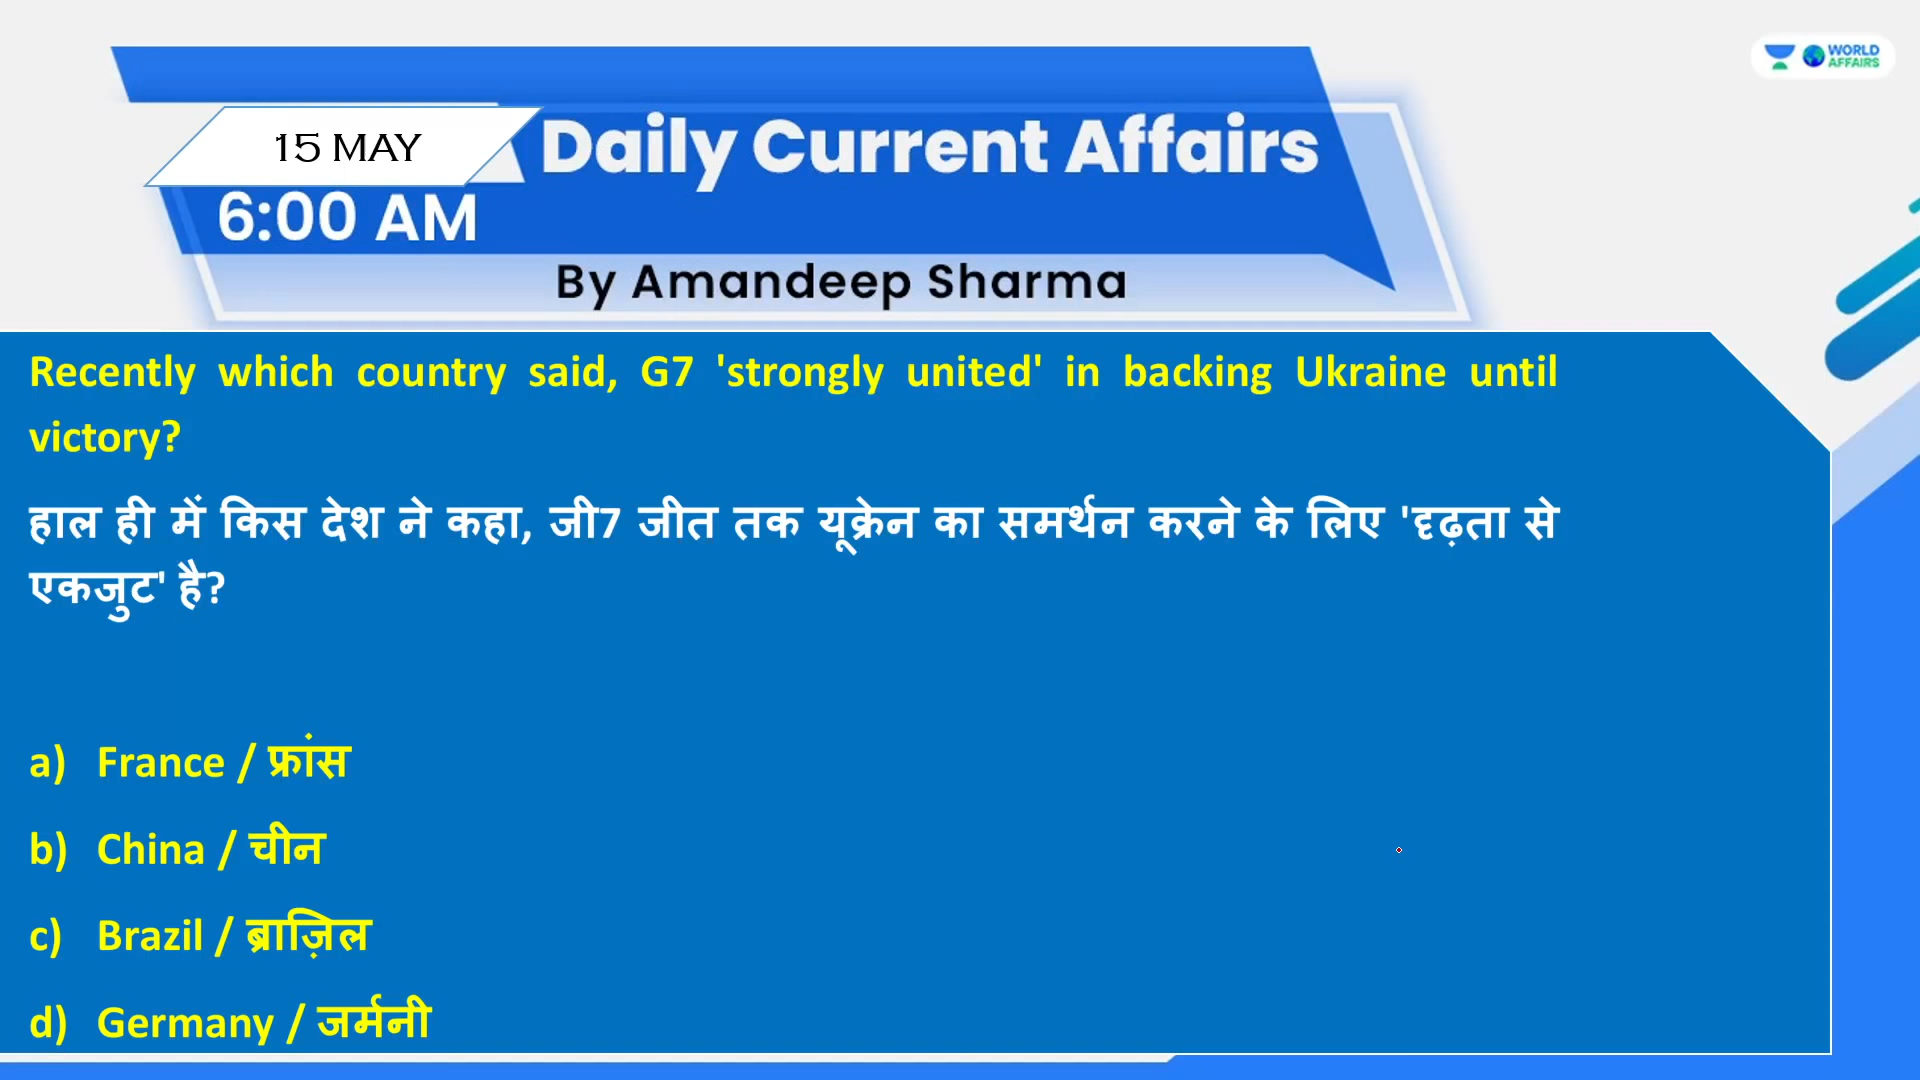 WORLD
AFFAIRS
15 MAY
Daily Current Affairs
6:00 AM
By Amandeep Sharma
Recently which country said, G7 'strongly united' in backing Ukraine until
victory?
हाल ही में किस देश ने कहा, जी7 जीत तक यूक्रेन का समर्थन करने के लिए 'दृढ़ता से
एकजुट' है?
a) France / फ्रांस
b) China / चीन
c) Brazil / ब्राज़िल
d) Germany / जर्मनी